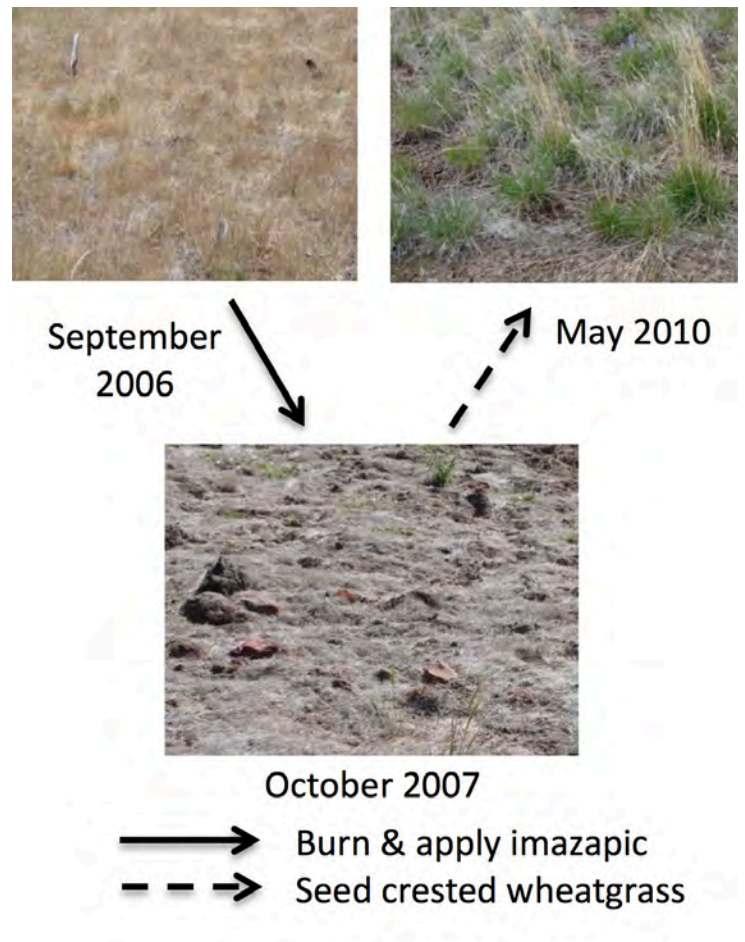 September
2006
May 2010
October 2007
Burn & apply imazapic
Seed crested wheatgrass